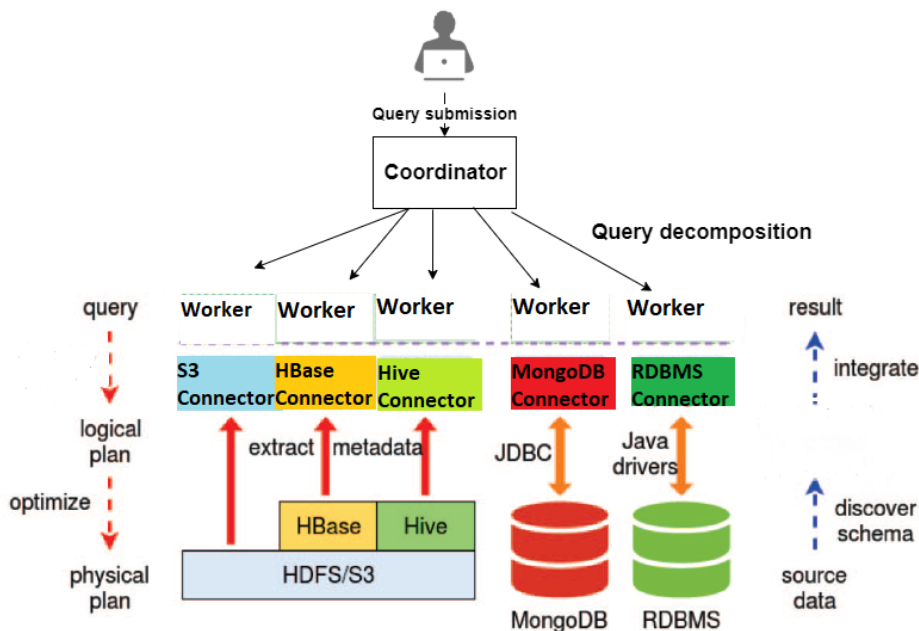 Query submission
Coordinator
Query decomposition
query
Worker
Worker
Worker
Worker
Worker
result
S3
Connector
HBase
Connector
Hive
Connector
MongoDB
Connector
RDBMS
Connector
integrate
logical
plan
extract
metadata
JDBC
Java
drivers
optimize
HBase
Hive
discover
schema
HDFS/S3
physical
plan
source
data
MongoDB
RDBMS